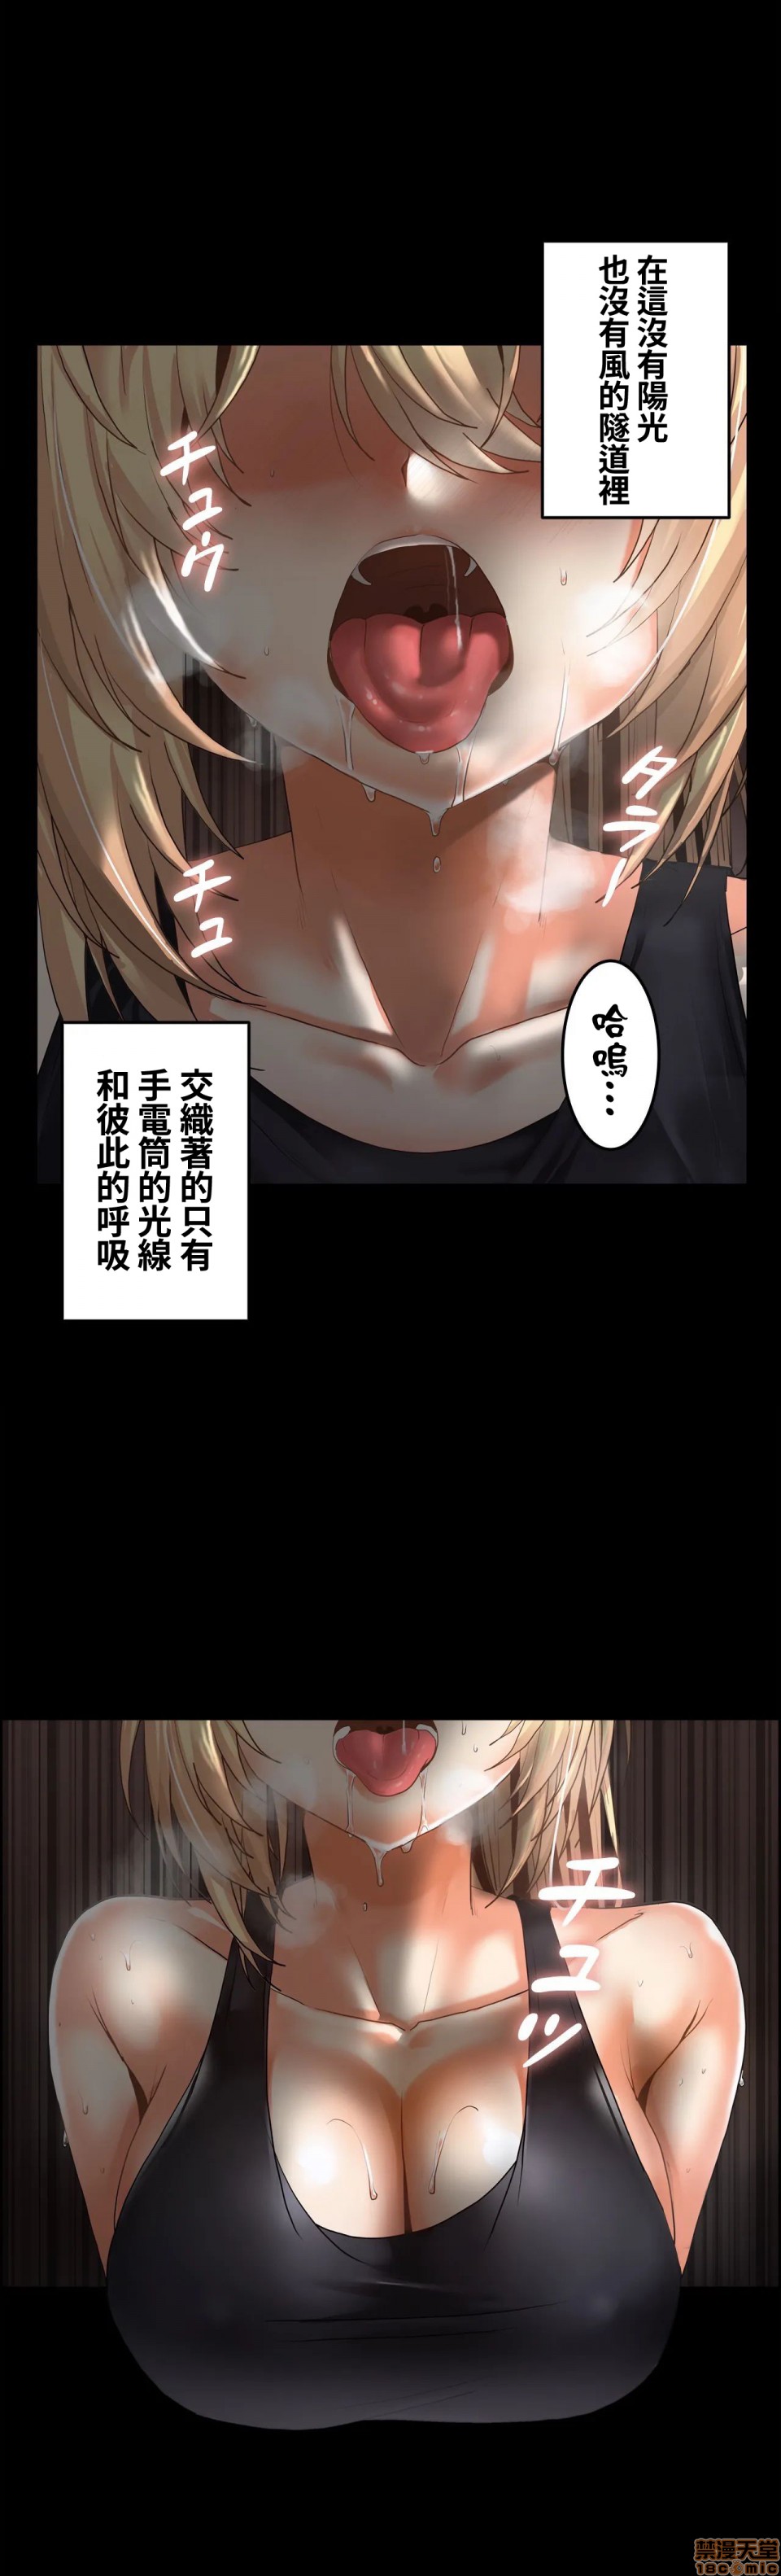 在這沒有陽光
也沒有風的隧道裡
チュウ
タラー
チュ
哈嗚…
交織著的只有
手電筒的光線
和彼此的呼吸
チュッ
禁漫天堂
18comic